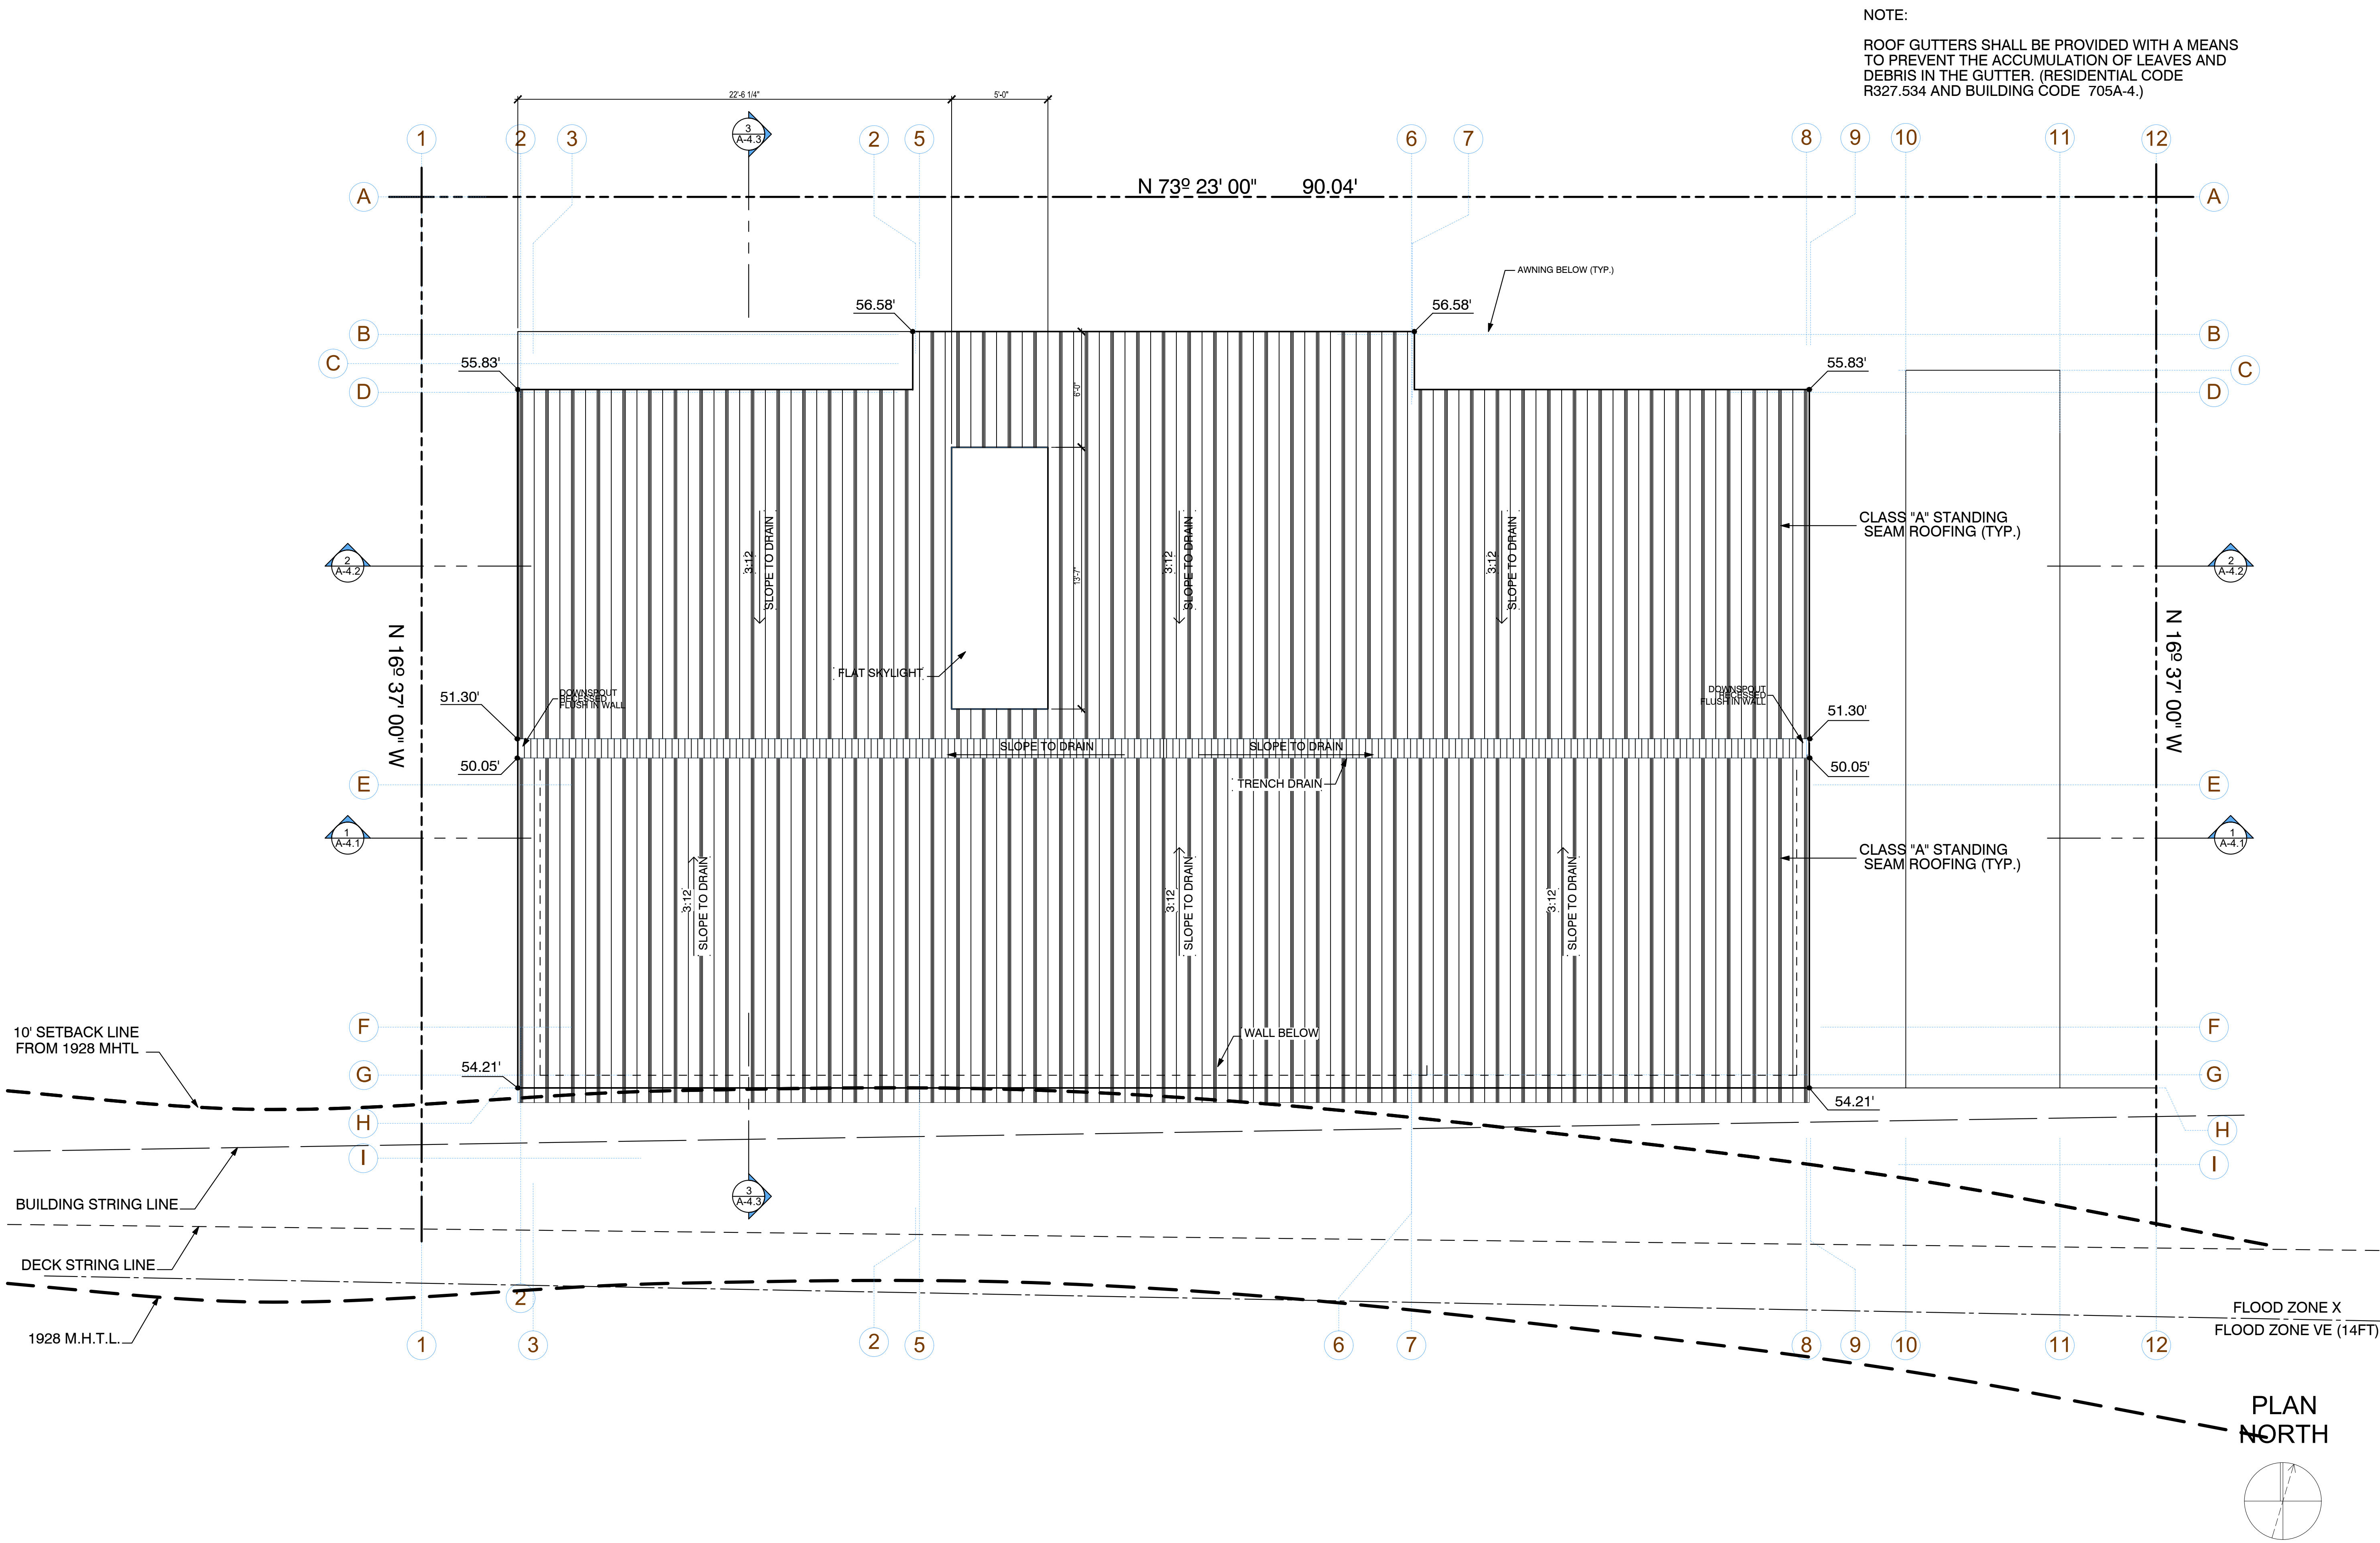 NOTE:
ROOF GUTTERS SHALL BE PROVIDED WITH A MEANS
TO PREVENT THE ACCUMULATION OF LEAVES AND
DEBRIS IN THE GUTTER. (RESIDENTIAL CODE
R327.534 AND BUILDING CODE 705A-4.)
22'-6 1/4"
5'-0"
1
2
3
3
A-4.3
2
5
6
7
8
9
10
11
12
A
N 73º 23' 00" 90.04'
A
AWNING BELOW (TYP.)
56.58'
56.58'
B
B
C
55.83'
55.83'
C
D
6'-0"
D
CLASS "A" STANDING
SEAM ROOFING (TYP.)
3:12
SLOPE TO DRAIN
3:12
SLOPE TO DRAIN
3:12
SLOPE TO DRAIN
2
A-4.2
13'-7"
2
A-4.2
N 16º 37' 00" W
N 16º 37' 00" W
FLAT SKYLIGHT
51.30'
DOWNSPOUT
RECESSED
FLUSH IN WALL
DOWNSPOUT
RECESSED
FLUSH IN WALL
51.30'
SLOPE TO DRAIN
SLOPE TO DRAIN
50.05'
50.05'
E
TRENCH DRAIN
E
1
A-4.1
1
A-4.1
CLASS "A" STANDING
SEAM ROOFING (TYP.)
3:12
SLOPE TO DRAIN
3:12
SLOPE TO DRAIN
3:12
SLOPE TO DRAIN
10' SETBACK LINE
FROM 1928 MHTL
F
WALL BELOW
F
G
54.21'
G
54.21'
H
H
I
I
BUILDING STRING LINE
3
A-4.3
DECK STRING LINE
1928 M.H.T.L.
2
FLOOD ZONE X
FLOOD ZONE VE (14FT)
1
3
2
5
6
7
8
9
10
11
12
PLAN
NORTH